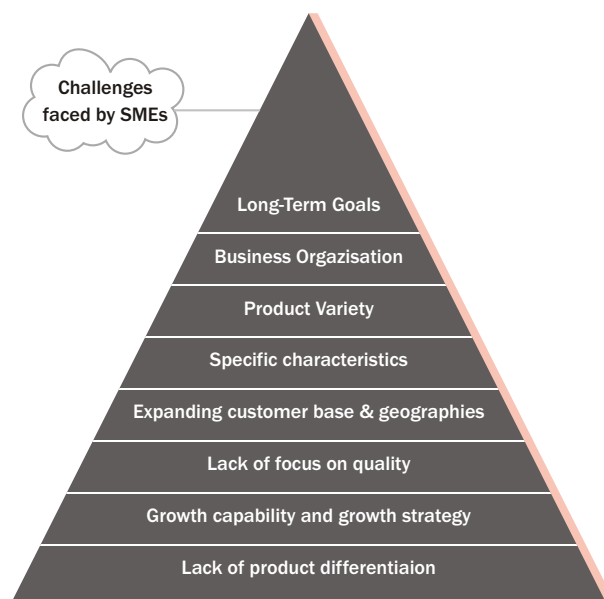 Challenges
faced by SMEs
Long-Term Goals
Business Orgazisation
Product Variety
Specific characteristics
Expanding customer base & geographies
Lack of focus on quality
Growth capability and growth strategy
Lack of product differentiaion